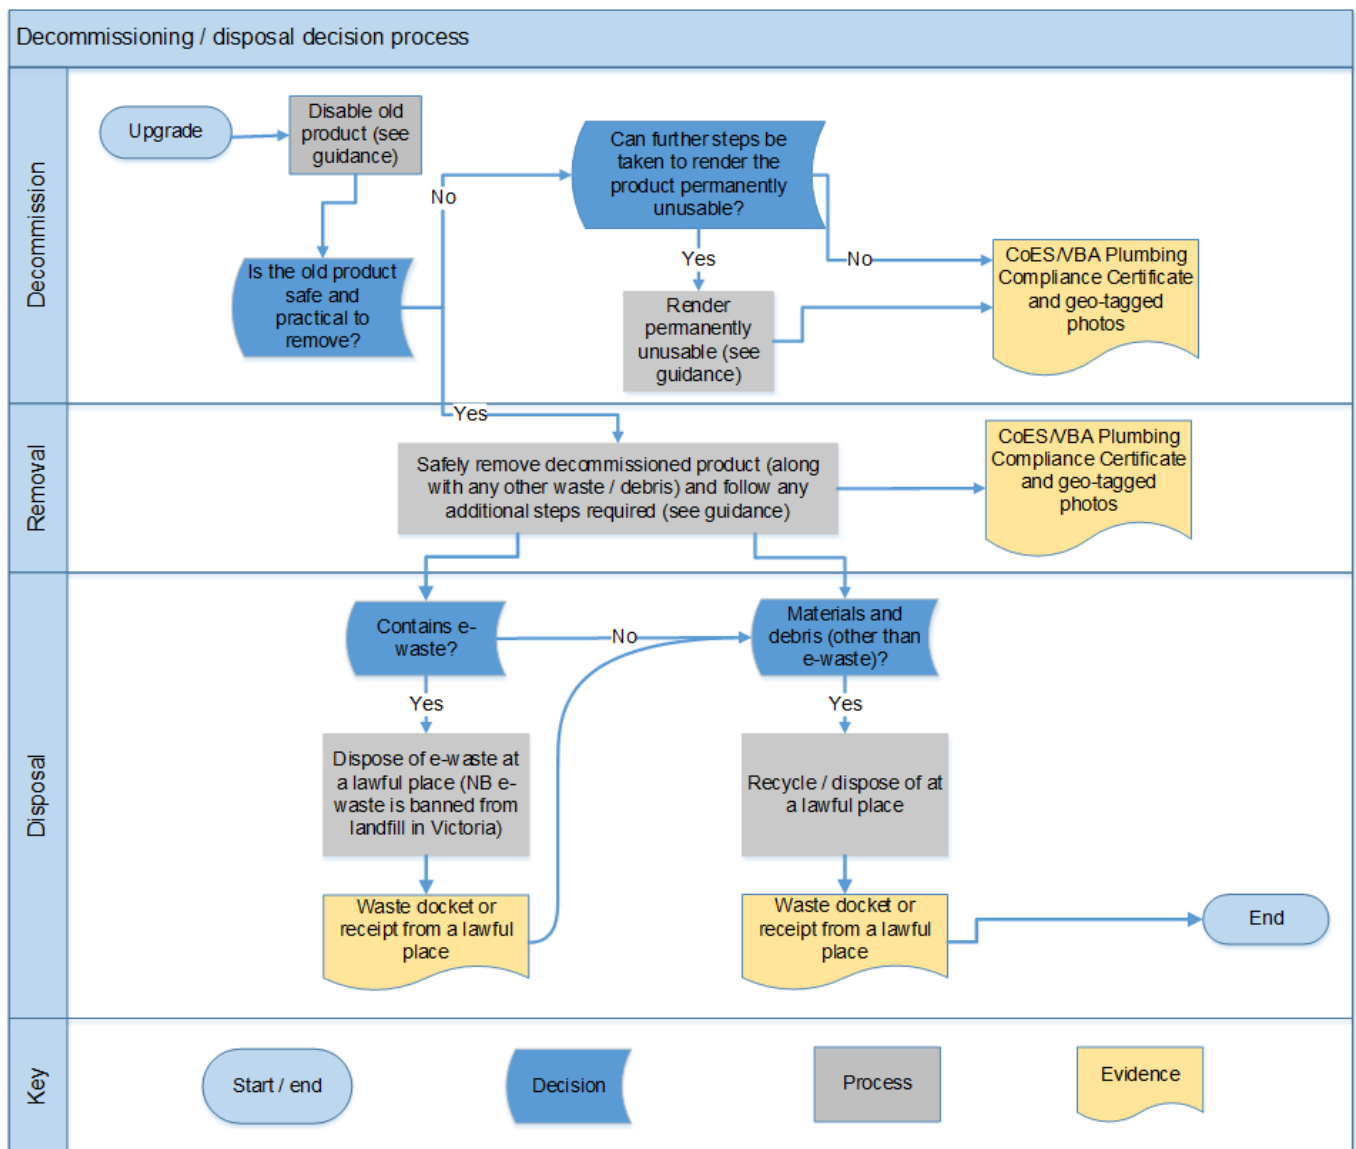 Decommissioning / disposal decision process
Decommission
Upgrade
Disable old
product (see
guidance)
Is the old product
safe and
practical to
remove?
No
Can further steps be
taken to render the
product permanently
unusable?
Yes
No
Render
permanently
unusable (see
guidance)
CoES/VBA Plumbing
Compliance Certificate
and geo-tagged
photos
Removal
Yes
Safely remove decommissioned product (along
with any other waste / debris) and follow any
additional steps required (see guidance)
CoES/VBA Plumbing
Compliance Certificate
and geo-tagged
photos
Disposal
Contains e-
waste?
No
Materials and
debris (other than
e-waste)?
Yes
Yes
Dispose of e-waste at
a lawful place (NB e-
waste is banned from
landfill in Victoria)
Recycle / dispose of at
a lawful place
Waste docket or
receipt from a lawful
place
Waste docket or
receipt from a lawful
place
End
Key
Start / end
Decision
Process
Evidence